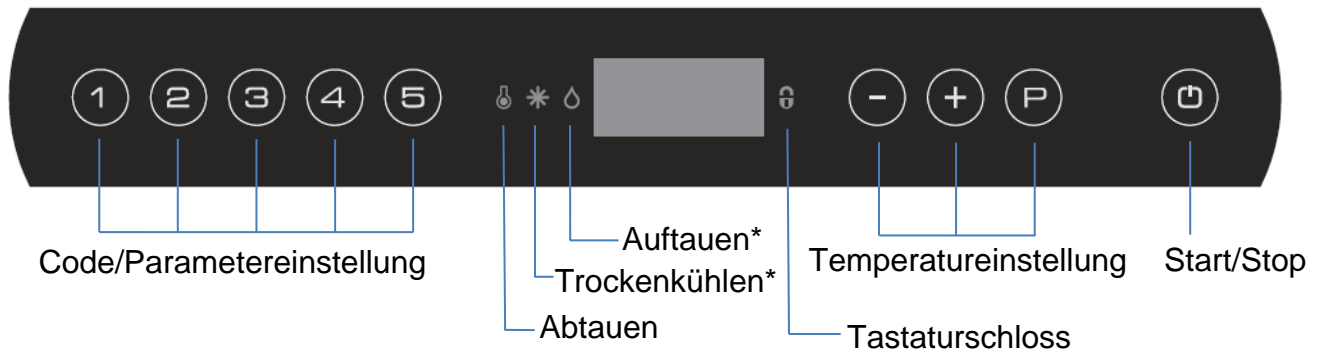 1 2 3 4 5 - + P
Auftauen*
Code/Parametereinstellung
Temperatureinstellung
Start/Stop
Trockenkühlen*
Abtauen
Tastaturschloss